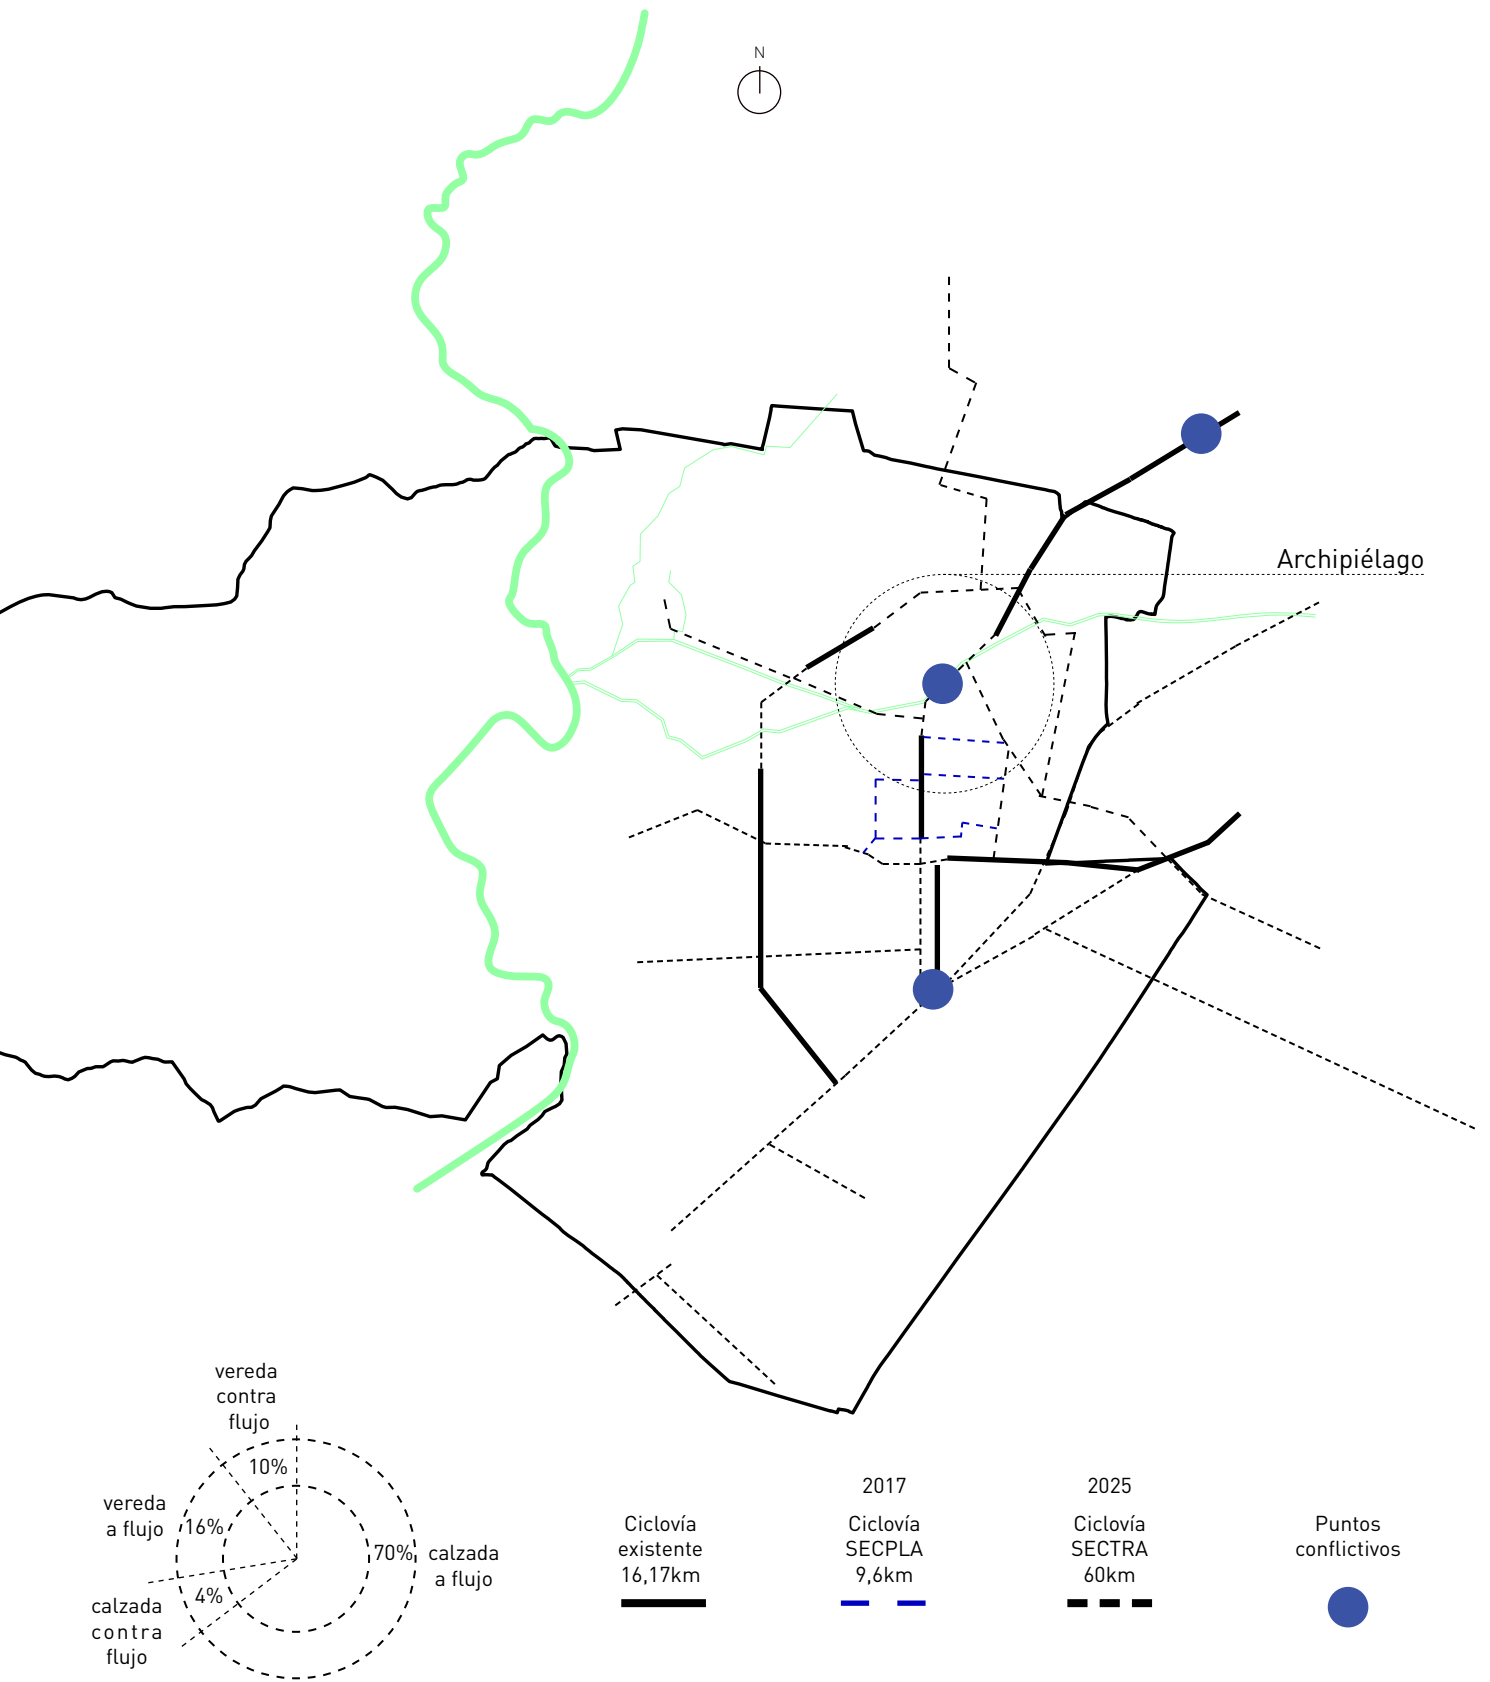 N
Archipiélago
vereda
contra
flujo
10%
vereda
a flujo
16%
70%
calzada
a flujo
4%
calzada
contra
flujo
Ciclovía
existente
16,17km
2017
Ciclovía
SECPLA
9,6km
2025
Ciclovía
SECTRA
60km
Puntos
conflictivos